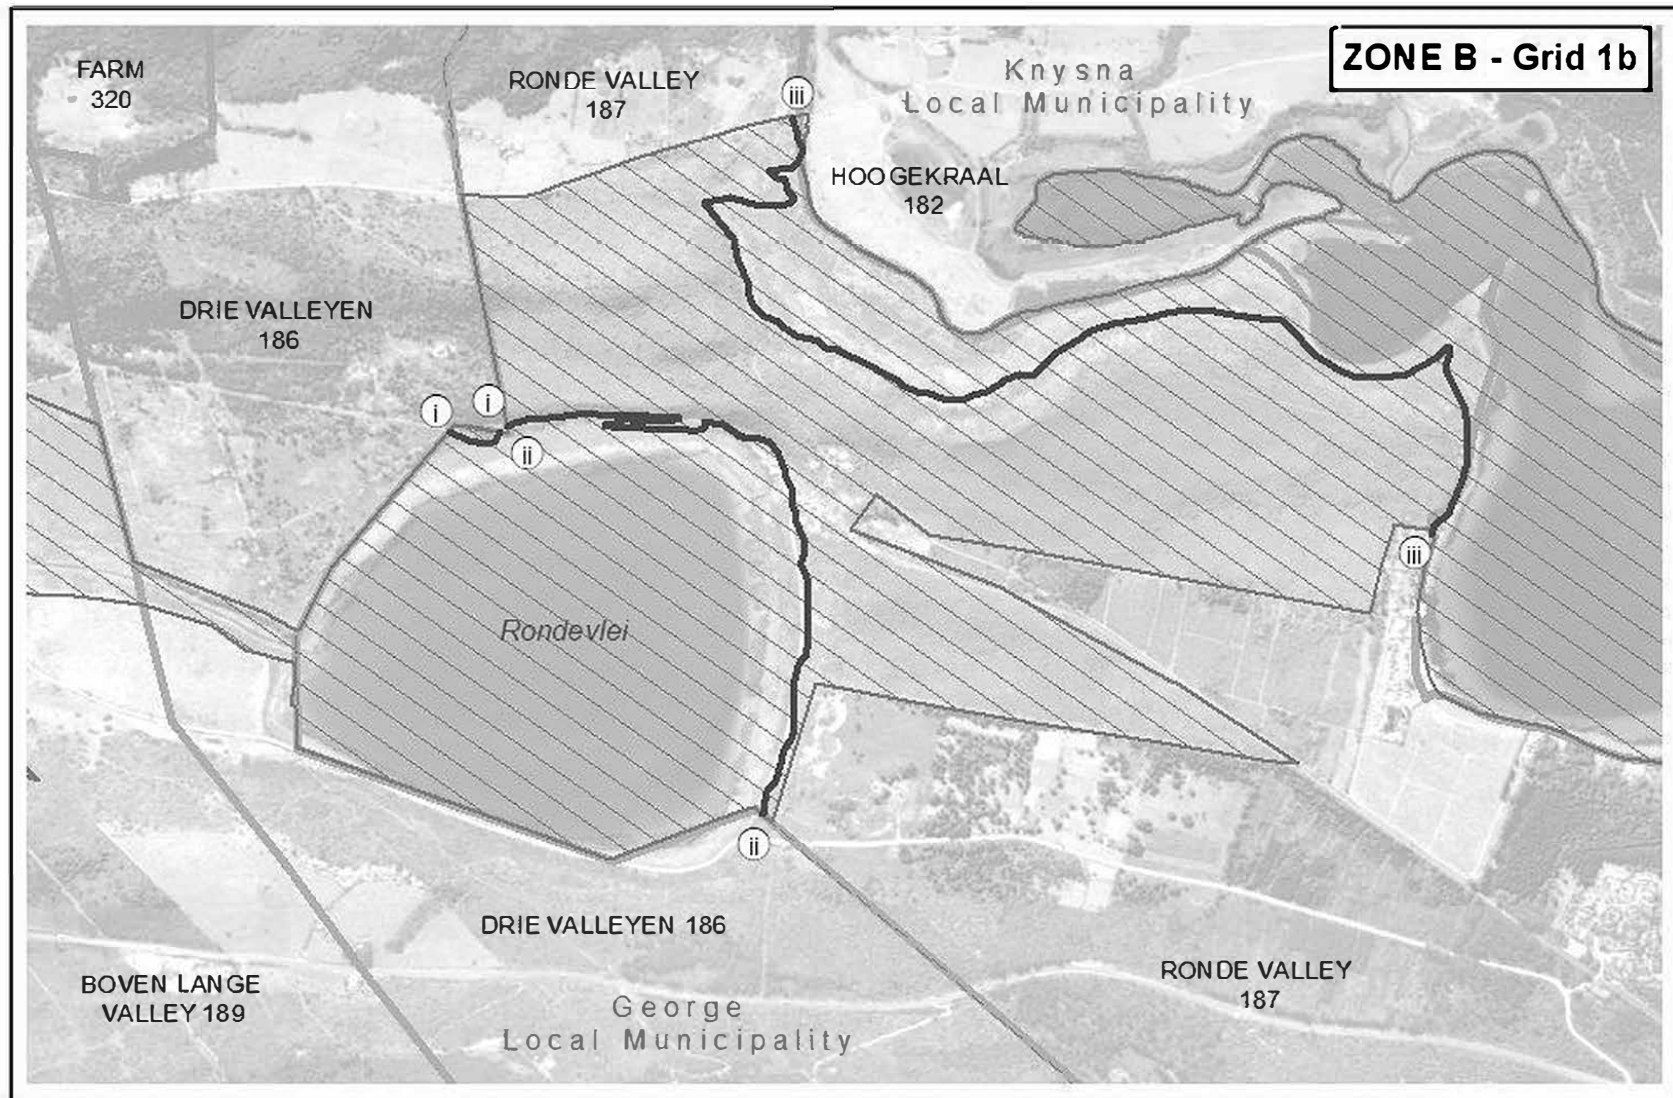 ZONE B - Grid 1b
FARM
320
RONDE VALLEY
187
iii
Knysna
Local Municipality
HOOGEKRAAL
182
DRIE VALLEYEN
186
i
i
ii
iii
Rondevlei
ii
DRIE VALLEYEN 186
BOVEN LANGE
VALLEY 189
George
Local Municipality
RONDE VALLEY
187